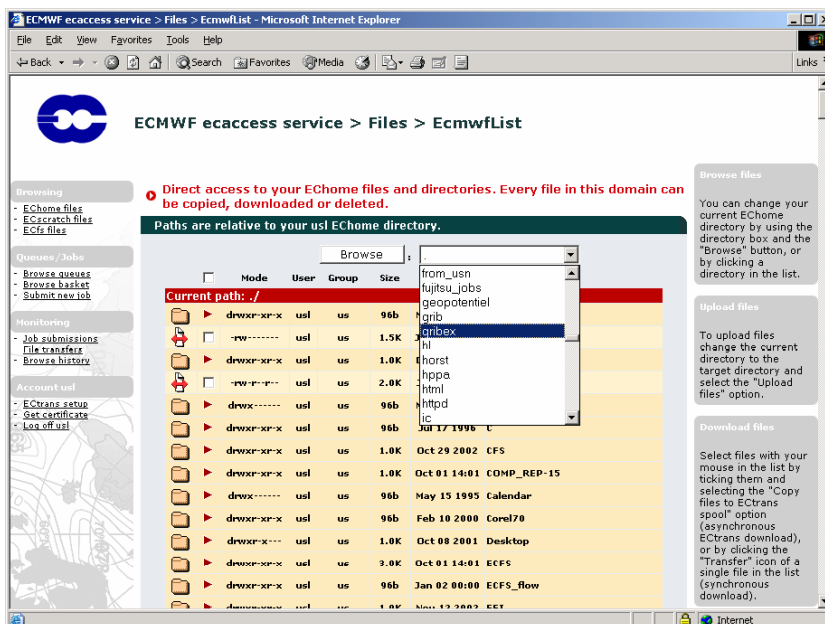 ECMWF ecaccess service > Files > EcmwfList - Microsoft Internet Explorer
File Edit View Favorites Tools Help
Back Search Favorites Media Links
ECMWF ecaccess service > Files > EcmwfList
Browsing
- EChome files
- ECscratch files
- ECfs files
Queues/Jobs
- Browse queues
- Browse basket
- Submit new job
Monitoring
- Job submissions
File transfers
- Browse history
Account usl
- ECtrans setup
- Get certificate
- Log off usl
Direct access to your EChome files and directories. Every file in this domain can
be copied, downloaded or deleted.
Paths are relative to your usl EChome directory.
Browse : .
from_usn
fujitsu_jobs
geopotentiel
grib
gribex
hl
horst
hppa
html
httpd
ic
Mode User Group Size
Current path: ./
drwxr-xr-x usl us 96b
-rw------- usl us 1.5K
drwxr-xr-x usl us 1.0K
-rw-r--r-- usl us 2.0K
drwx------ usl us 96b
drwxr-xr-x usl us 96b Jul 17 1996 C
drwxr-xr-x usl us 1.0K Oct 29 2002 CFS
drwxr-xr-x usl us 1.0K Oct 01 14:01 COMP_REP-15
drwx------ usl us 96b May 15 1995 Calendar
drwxr-xr-x usl us 96b Feb 10 2000 Corel70
drwxr-x--- usl us 1.0K Oct 08 2001 Desktop
drwxr-xr-x usl us 3.0K Oct 01 14:01 ECFS
drwxr-xr-x usl us 96b Jan 02 00:00 ECFS_flow
drwxr-xr-x usl us 1.0K Nov 12 2002
Browse files
You can change your
current EChome
directory by using the
directory box and the
"Browse" button, or
by clicking a
directory in the list.
Upload files
To upload files
change the current
directory to the
target directory and
select the "Upload
files" option.
Download files
Select files with your
mouse in the list by
ticking them and
selecting the "Copy
files to ECtrans
spool" option
(asynchronous
ECtrans download),
or by clicking the
"Transfer" icon of a
single file in the list
(synchronous
download).
Internet